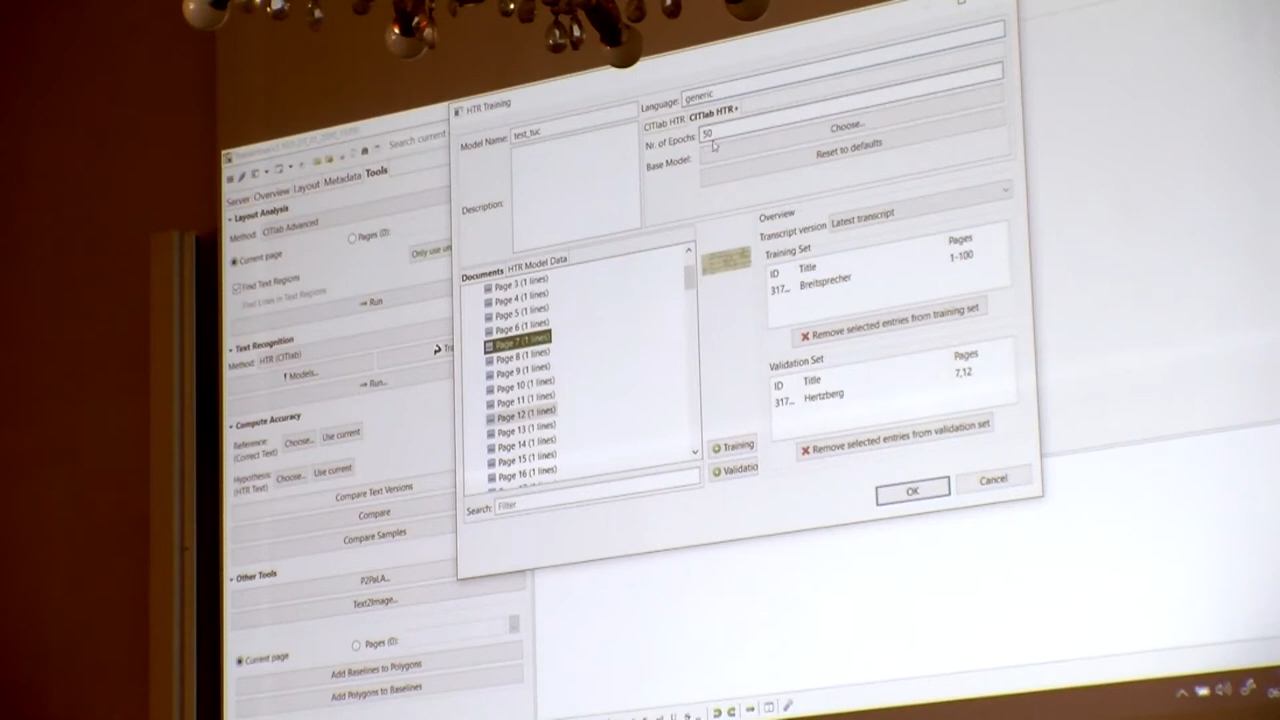 HTR Training
Model Name: test_tuc
Description:
Language: generic
CITlab HTR CITlab HTR+
Nr. of Epochs: 50
Base Model:
Choose...
Reset to defaults
Documents HTR Model Data
Page 3 (1 lines)
Page 4 (1 lines)
Page 5 (1 lines)
Page 6 (1 lines)
Page 7 (1 lines)
Page 8 (1 lines)
Page 9 (1 lines)
Page 10 (1 lines)
Page 11 (1 lines)
Page 12 (1 lines)
Page 13 (1 lines)
Page 14 (1 lines)
Page 15 (1 lines)
Page 16 (1 lines)
Search: Filter
Training
Validatio
Overview
Transcript version Latest transcript
Training Set
ID Title Pages
317... Breitsprecher 1-100
Remove selected entries from training set
Validation Set
ID Title Pages
317... Hertzberg 7,12
Remove selected entries from validation set
OK Cancel
Search current
Server Overview Layout Metadata Tools
Layout Analysis
Method: CITlab Advanced
Current page Pages (0):
Only use un
Find Text Regions
Find Lines in Text Regions
Run
Text Recognition
Method: HTR (CITlab)
Tra
Models...
Run...
Compute Accuracy
Reference: (Correct Text) Choose... Use current
Hypothesis: (HTR Text) Choose... Use current
Compare Text Versions
Compare
Compare Samples
Other Tools
P2PaLA...
Text2Image...
Current page Pages (0):
Add Baselines to Polygons
Add Polygons to Baselines